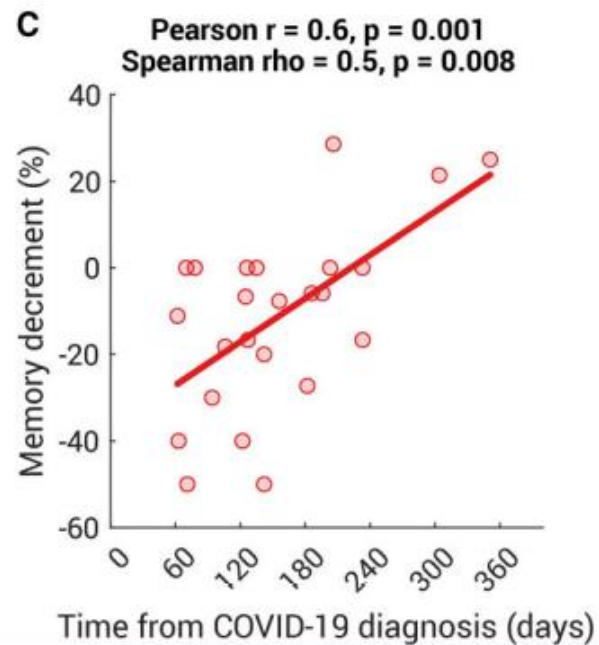 C
Pearson r = 0.6, p = 0.001
Spearman rho = 0.5, p = 0.008
Memory decrement (%)
40
20
0
-20
-40
-60
0 60 120 180 240 300 360
Time from COVID-19 diagnosis (days)